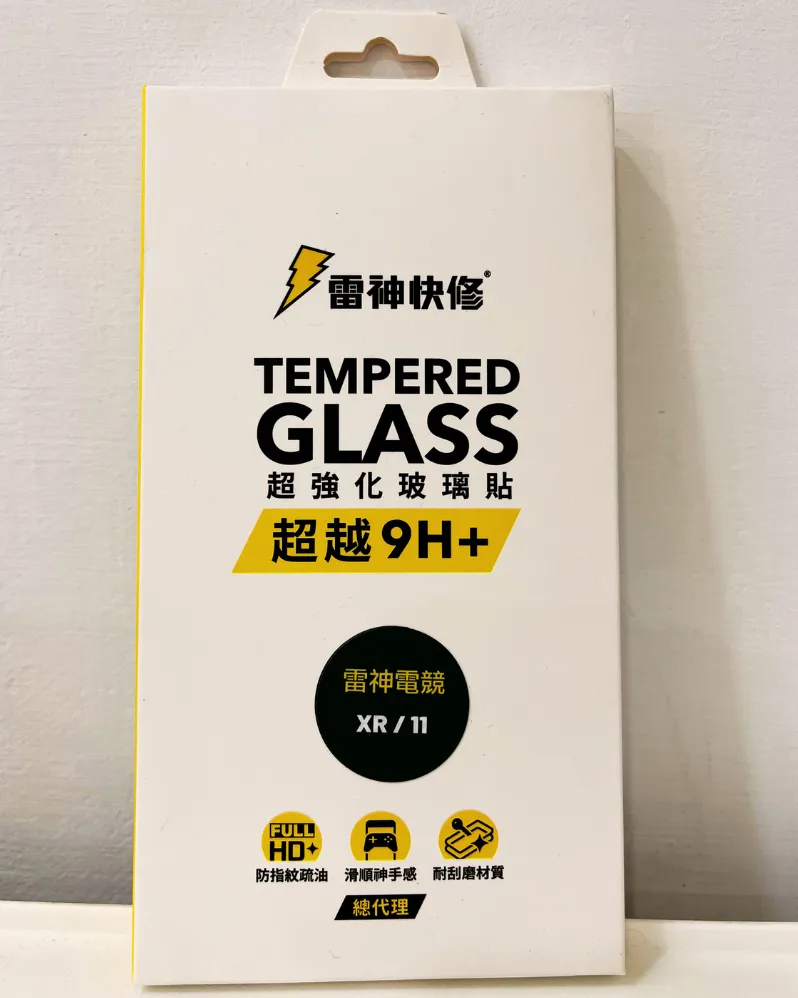 雷神快修®
TEMPERED
GLASS
超強化玻璃貼
超越9H+
雷神電競
XR / 11
FULL
HD+
防指紋疏油
滑順神手感
耐刮磨材質
總代理